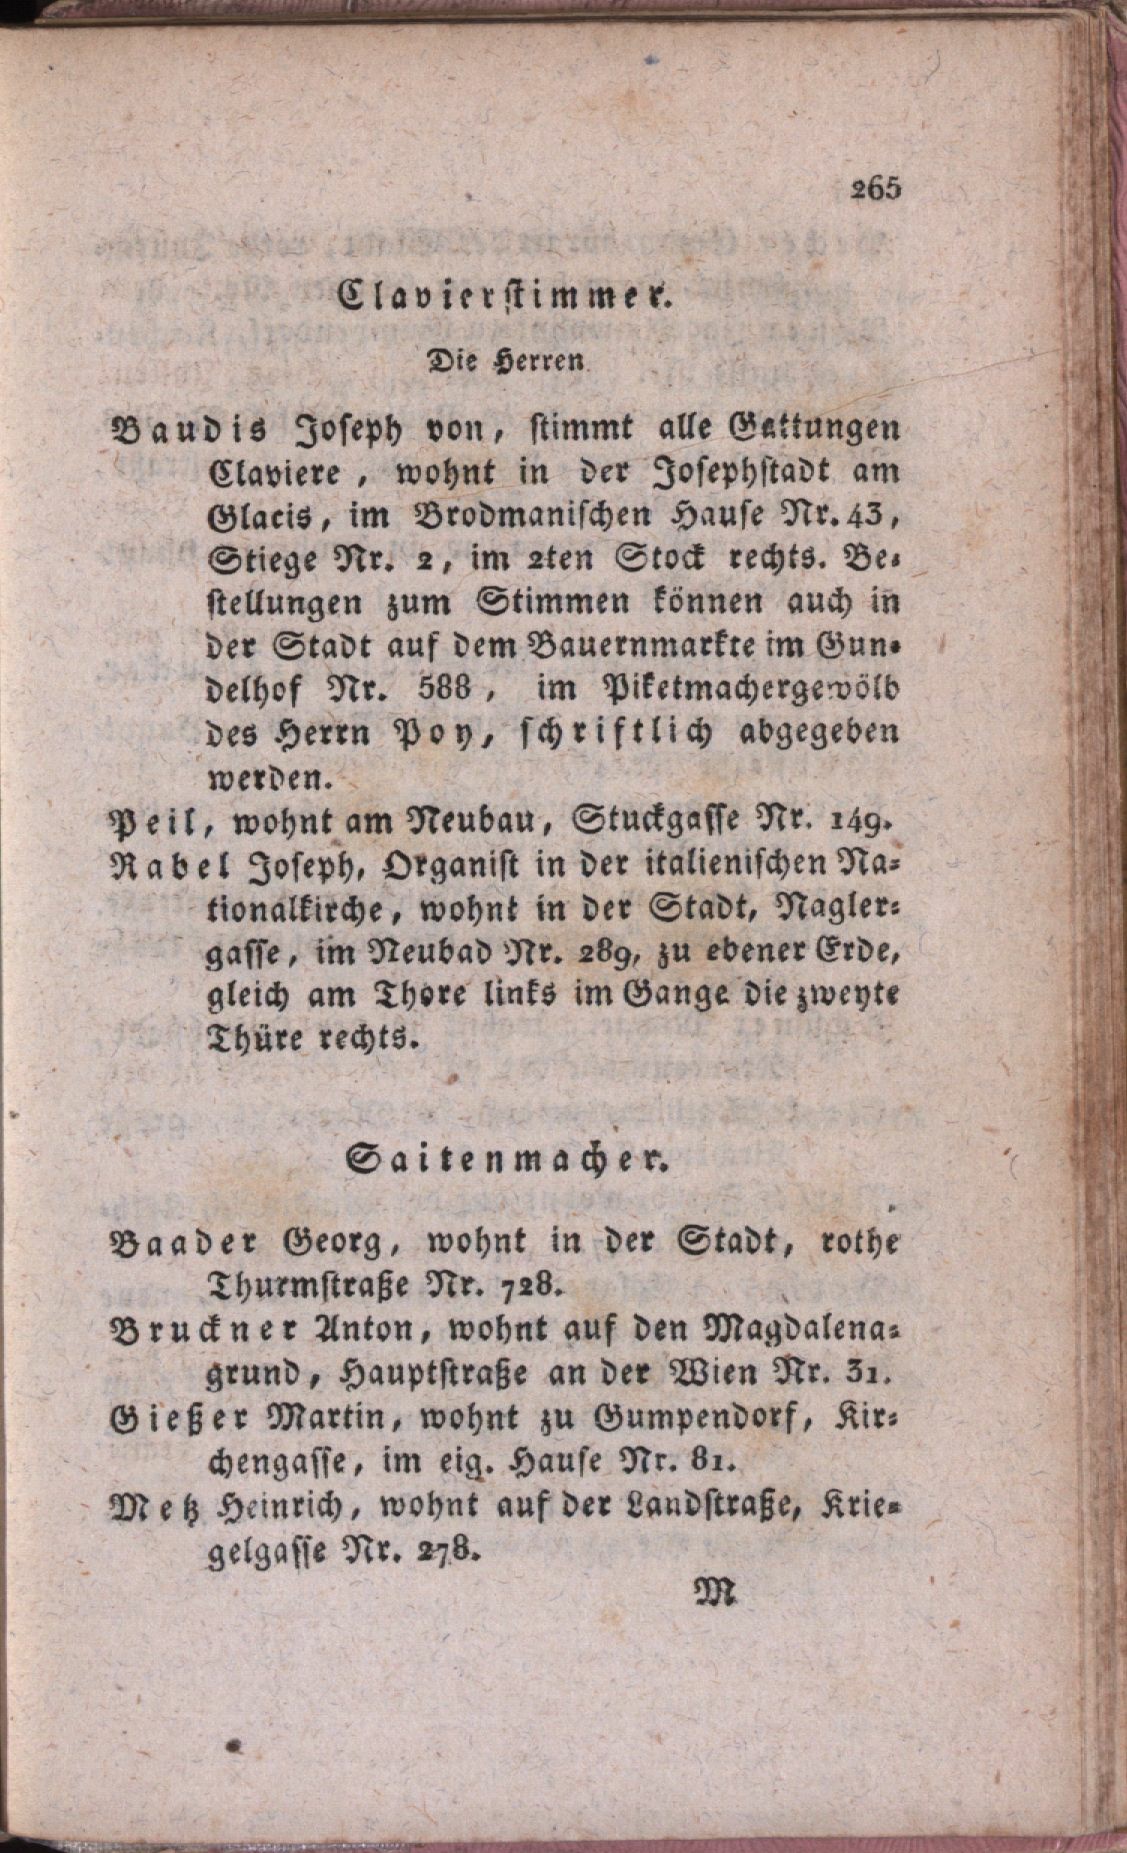 265
Clavierstimmer.
Die Herren
Baudis Joseph von, stimmt alle Gattungen
Claviere, wohnt in der Josephstadt am
Glacis, im Brodmanischen Hause Nr. 43,
Stiege Nr. 2, im 2ten Stock rechts. Be-
stellungen zum Stimmen können auch in
der Stadt auf dem Bauernmarkte im Gun-
delhof Nr. 588, im Piketmachergewölb
des Herrn Poy, schriftlich abgegeben
werden.
Peil, wohnt am Neubau, Stuckgasse Nr. 149.
Rabel Joseph, Organist in der italienischen Na-
tionalkirche, wohnt in der Stadt, Nagler-
gasse, im Neubad Nr. 289, zu ebener Erde,
gleich am Thore links im Gange die zweyte
Thüre rechts.
Saitenmacher.
Baader Georg, wohnt in der Stadt, rothe
Thurmstraße Nr. 728.
Bruckner Anton, wohnt auf den Magdalena-
grund, Hauptstraße an der Wien Nr. 31.
Gießer Martin, wohnt zu Gumpendorf, Kir-
chengasse, im eig. Hause Nr. 81.
Metz Heinrich, wohnt auf der Landstraße, Krie-
gelgasse Nr. 278.
M